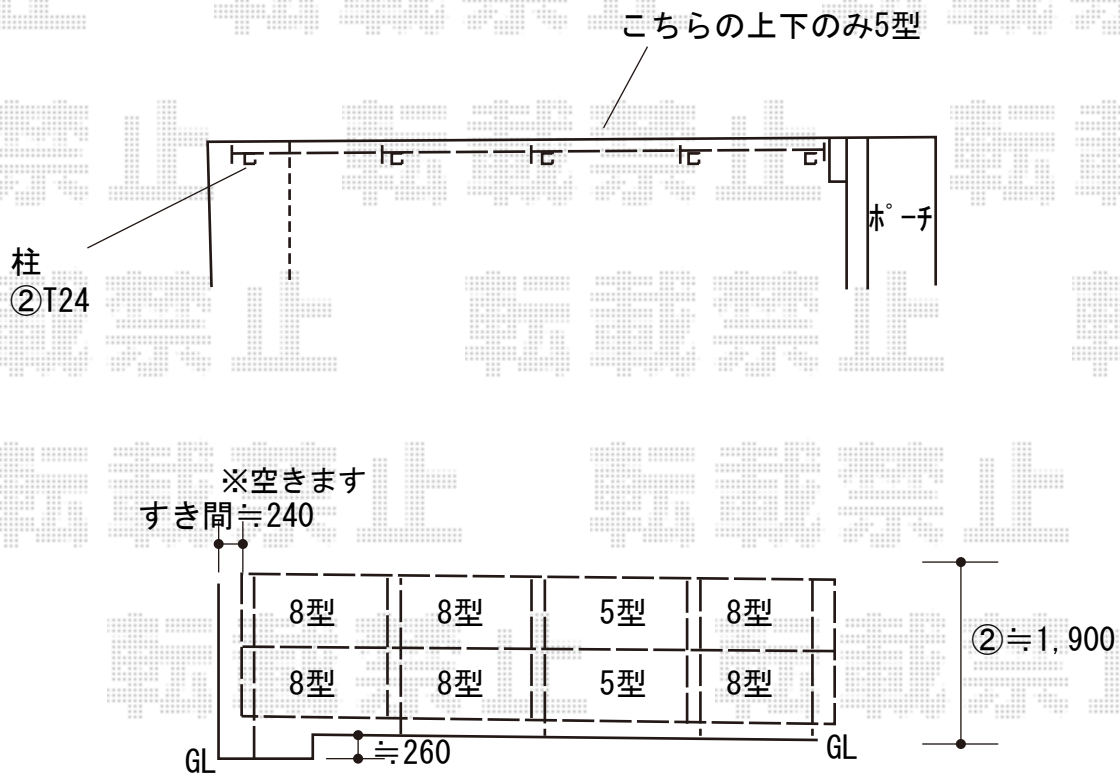 こちらの上下のみ5型
ポーチ
柱
②T24
※空きます
すき間≒240
8型 8型 5型 8型
②≒1,900
8型 8型 5型 8型
≒260
GL
GL
転載禁止